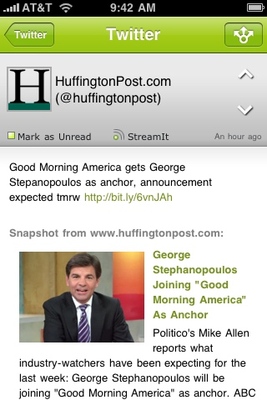 AT&T 9:42 AM
Twitter Twitter
H
HuffingtonPost.com
(@huffingtonpost)
Mark as Unread StreamIt An hour ago
Good Morning America gets George
Stepanopoulos as anchor, announcement
expected tmrw http://bit.ly/6vnJAh
Snapshot from www.huffingtonpost.com:
George
Stephanopoulos
Joining "Good
Morning America"
As Anchor
Politico's Mike Allen
reports what
industry-watchers have been expecting for the
last week: George Stephanopoulos will be
joining "Good Morning America" as anchor. ABC